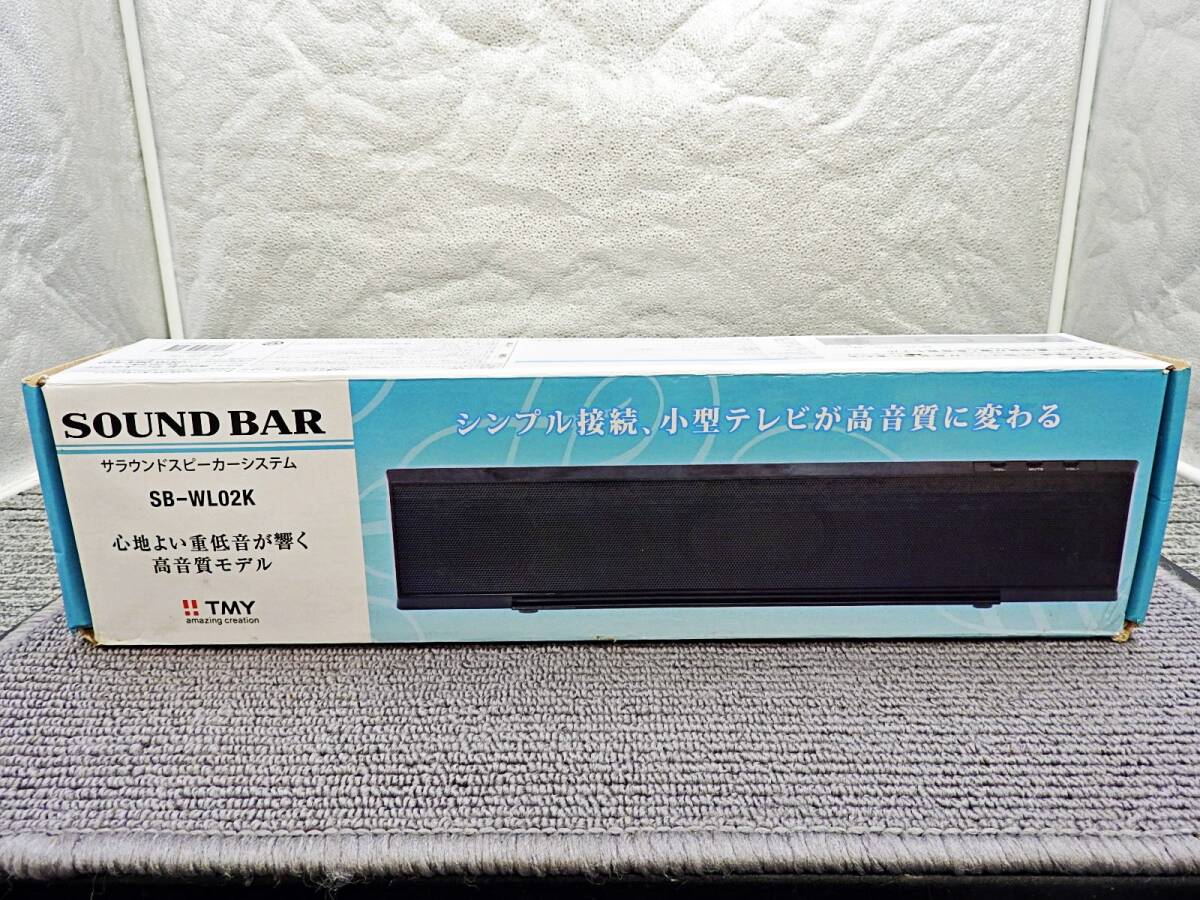 SOUND BAR
サラウンドスピーカーシステム
SB-WL02K
心地よい重低音が響く
高音質モデル
!! TMY
amazing creation
シンプル接続、小型テレビが高音質に変わる
MUTE